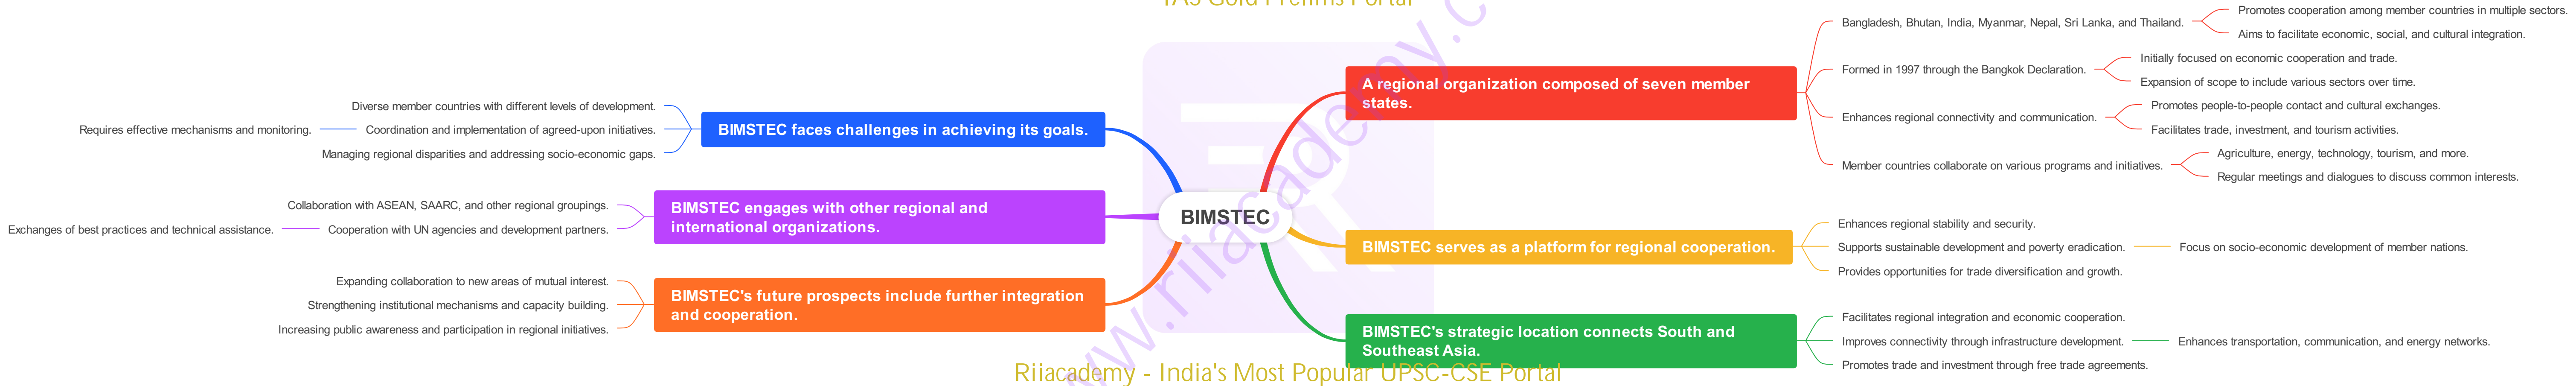 IAS Gold Prelims Portal
BIMSTEC
A regional organization composed of seven member
states.
Bangladesh, Bhutan, India, Myanmar, Nepal, Sri Lanka, and Thailand.
Promotes cooperation among member countries in multiple sectors.
Aims to facilitate economic, social, and cultural integration.
Formed in 1997 through the Bangkok Declaration.
Initially focused on economic cooperation and trade.
Expansion of scope to include various sectors over time.
Enhances regional connectivity and communication.
Promotes people-to-people contact and cultural exchanges.
Facilitates trade, investment, and tourism activities.
Member countries collaborate on various programs and initiatives.
Agriculture, energy, technology, tourism, and more.
Regular meetings and dialogues to discuss common interests.
BIMSTEC serves as a platform for regional cooperation.
Enhances regional stability and security.
Supports sustainable development and poverty eradication.
Focus on socio-economic development of member nations.
Provides opportunities for trade diversification and growth.
BIMSTEC's strategic location connects South and
Southeast Asia.
Facilitates regional integration and economic cooperation.
Improves connectivity through infrastructure development.
Enhances transportation, communication, and energy networks.
Promotes trade and investment through free trade agreements.
BIMSTEC faces challenges in achieving its goals.
Diverse member countries with different levels of development.
Coordination and implementation of agreed-upon initiatives.
Requires effective mechanisms and monitoring.
Managing regional disparities and addressing socio-economic gaps.
BIMSTEC engages with other regional and
international organizations.
Collaboration with ASEAN, SAARC, and other regional groupings.
Cooperation with UN agencies and development partners.
Exchanges of best practices and technical assistance.
BIMSTEC's future prospects include further integration
and cooperation.
Expanding collaboration to new areas of mutual interest.
Strengthening institutional mechanisms and capacity building.
Increasing public awareness and participation in regional initiatives.
www.riiacademy.c
Riiacademy - India's Most Popular UPSC-CSE Portal